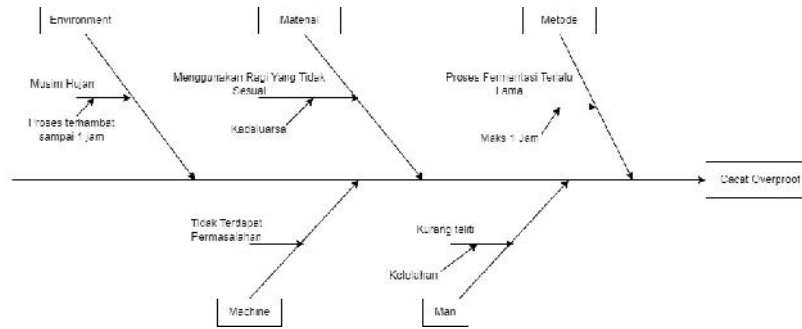 Environment
Material
Metode
Musim Hujan
Proses terhambat
sampai 1 jam
Menggunakan Ragi Yang Tidak
Sesuai
Kadaluarsa
Proses Fermentasi Terlalu
Lama
Maks 1 Jam
Cacat Overproof
Tidak Terdapat
Permasalahan
Kurang teliti
Kelelahan
Machine
Man